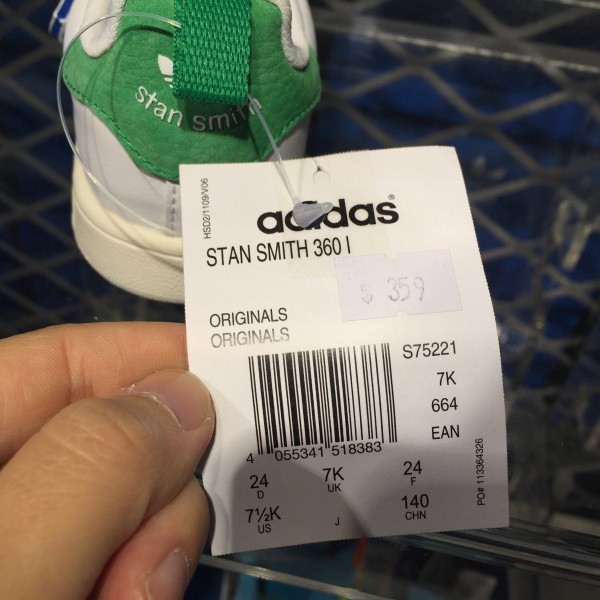 stan smith
HSD2/1109/V06
adidas®
STAN SMITH 360 I
$ 359
ORIGINALS
ORIGINALS
S75221
7K
664
EAN
4 055341 518383
24 7K 24
D UK F
7½K J 140
US CHN
PO# 113364326